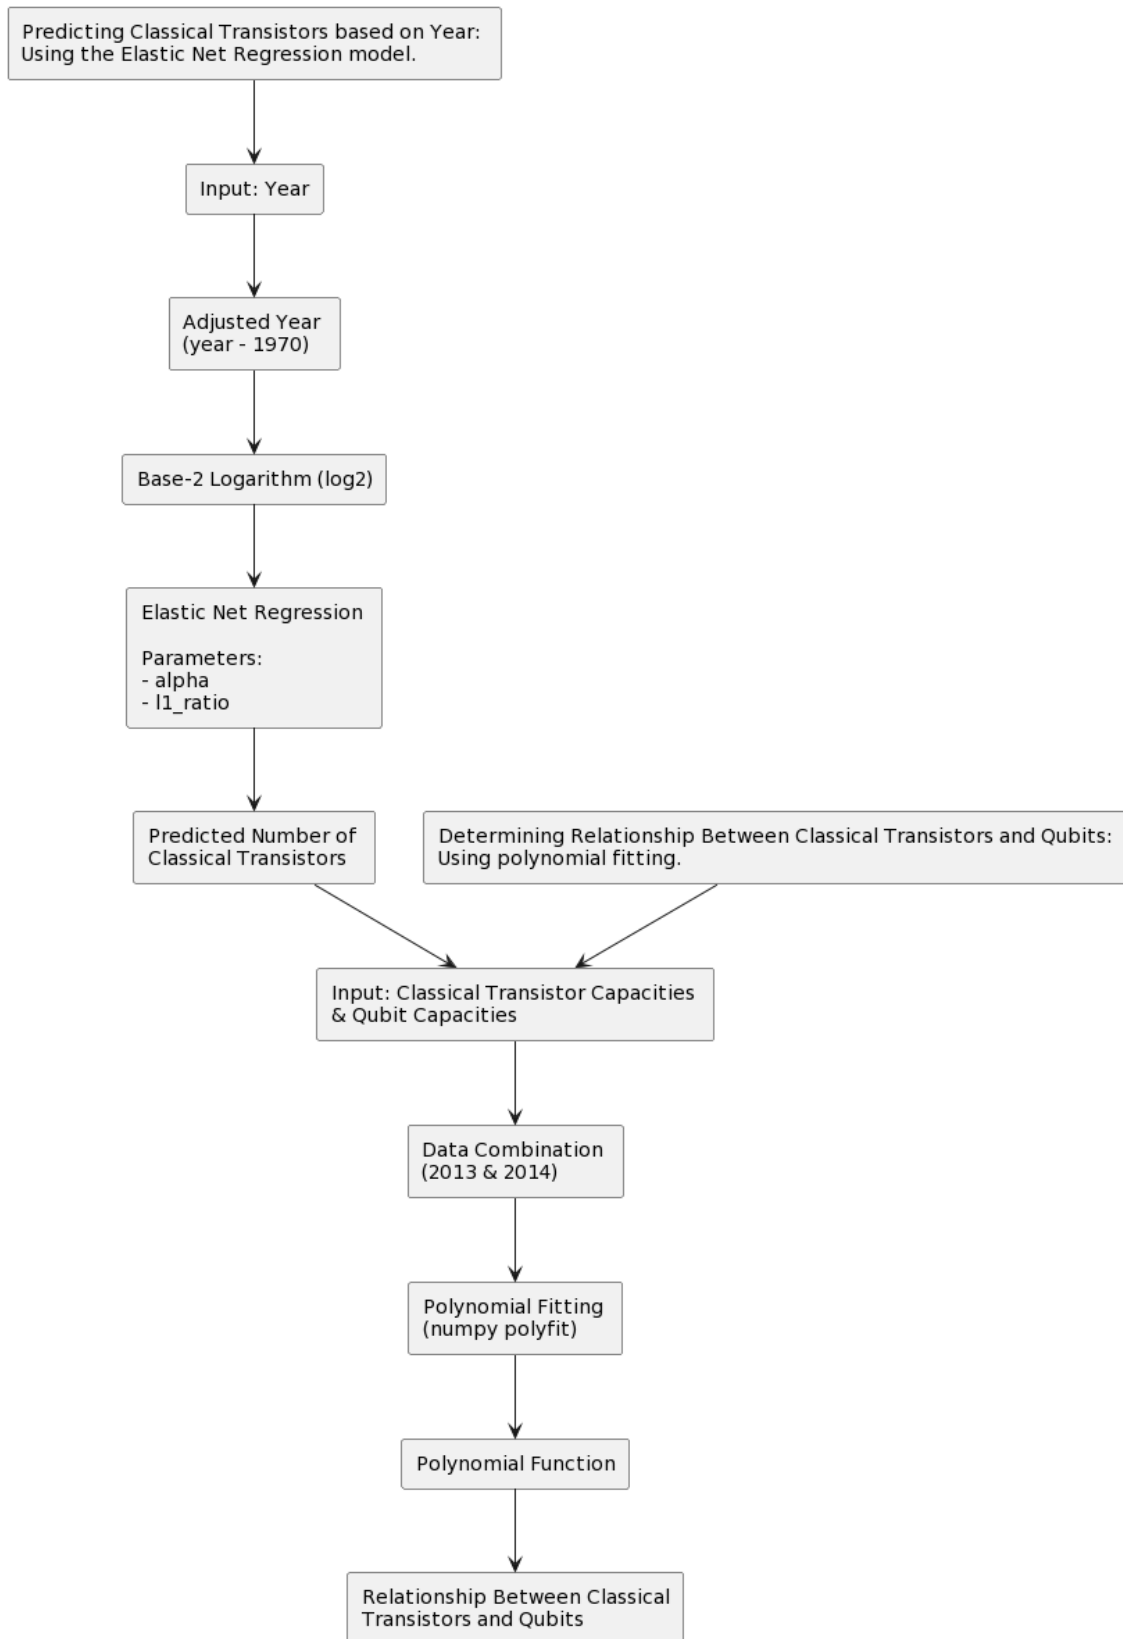 Predicting Classical Transistors based on Year:
Using the Elastic Net Regression model.
Input: Year
Adjusted Year
(year - 1970)
Base-2 Logarithm (log2)
Elastic Net Regression
Parameters:
- alpha
- l1_ratio
Predicted Number of
Classical Transistors
Determining Relationship Between Classical Transistors and Qubits:
Using polynomial fitting.
Input: Classical Transistor Capacities
& Qubit Capacities
Data Combination
(2013 & 2014)
Polynomial Fitting
(numpy polyfit)
Polynomial Function
Relationship Between Classical
Transistors and Qubits